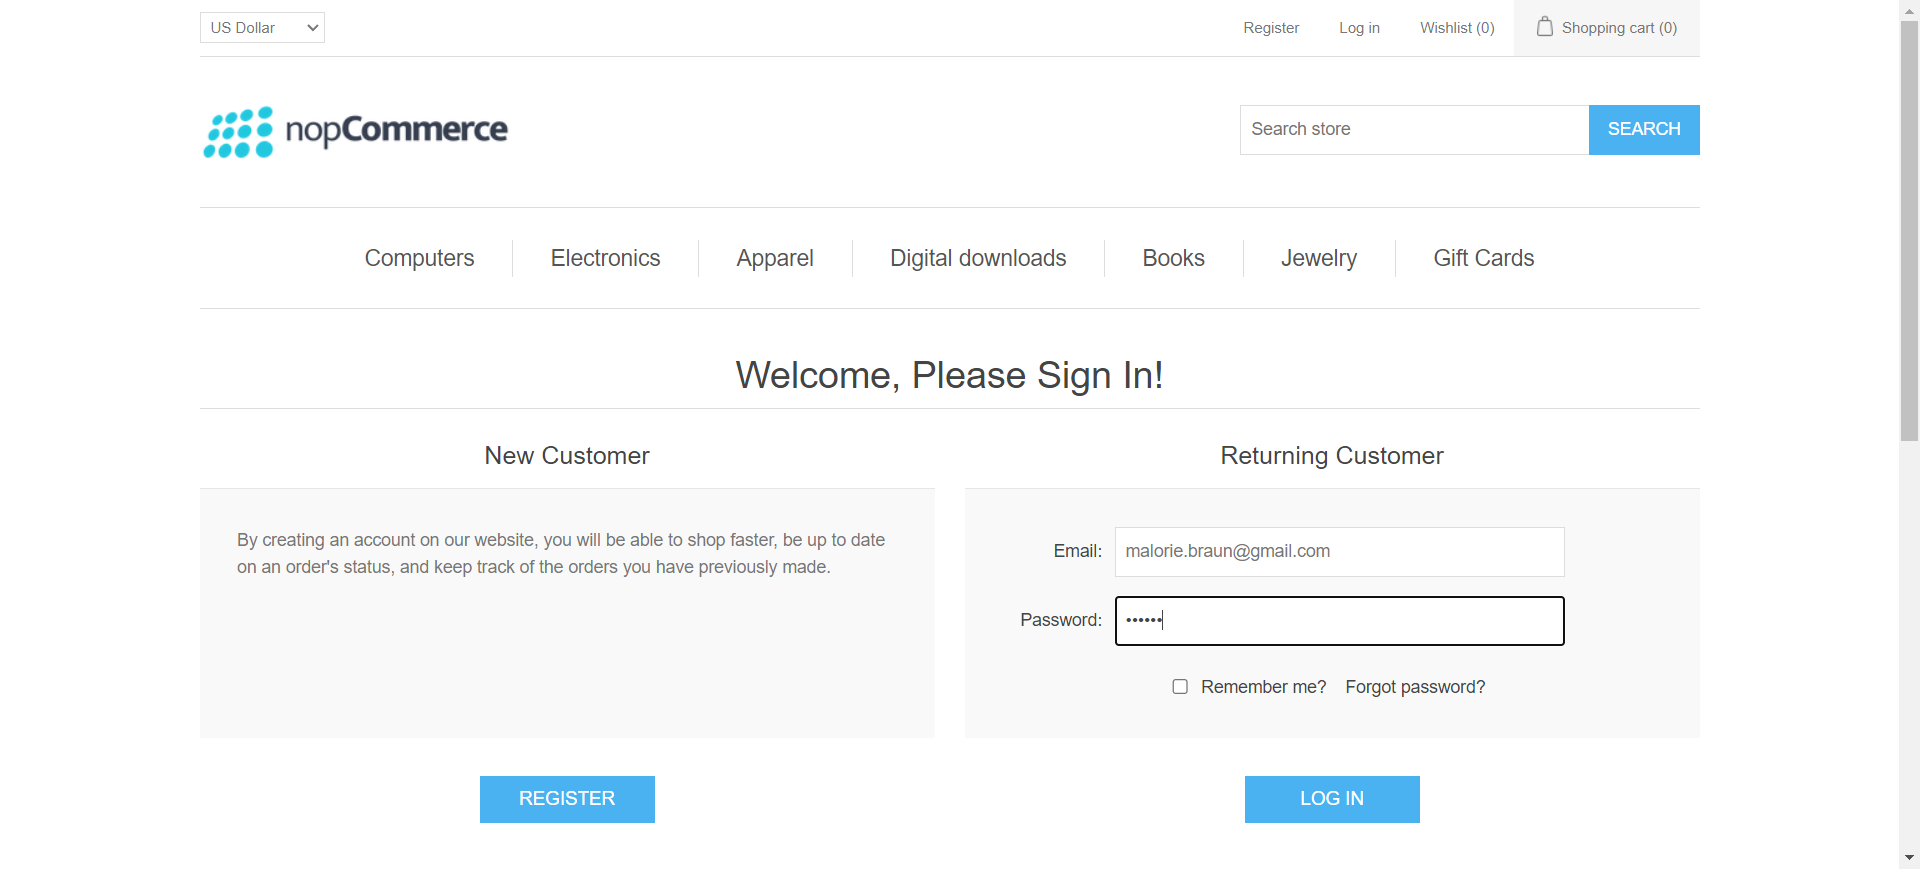 US Dollar
Register
Log in
Wishlist (0)
Shopping cart (0)
nopCommerce
Search store
SEARCH
Computers
Electronics
Apparel
Digital downloads
Books
Jewelry
Gift Cards
Welcome, Please Sign In!
New Customer
By creating an account on our website, you will be able to shop faster, be up to date
on an order's status, and keep track of the orders you have previously made.
REGISTER
Returning Customer
Email:
malorie.braun@gmail.com
Password:
••••••
Remember me?
Forgot password?
LOG IN